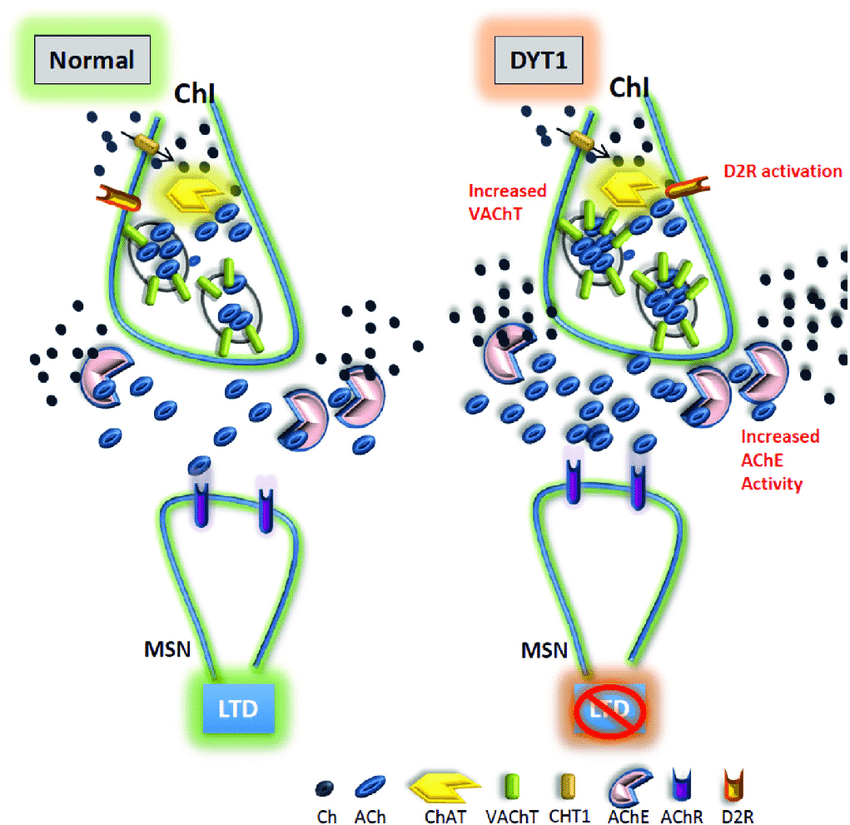 Normal
ChI
DYT1
ChI
Increased
VAChT
D2R activation
Increased
AChE
Activity
MSN
LTD
MSN
LTD
Ch
ACh
ChAT
VAChT
CHT1
AChE
AChR
D2R